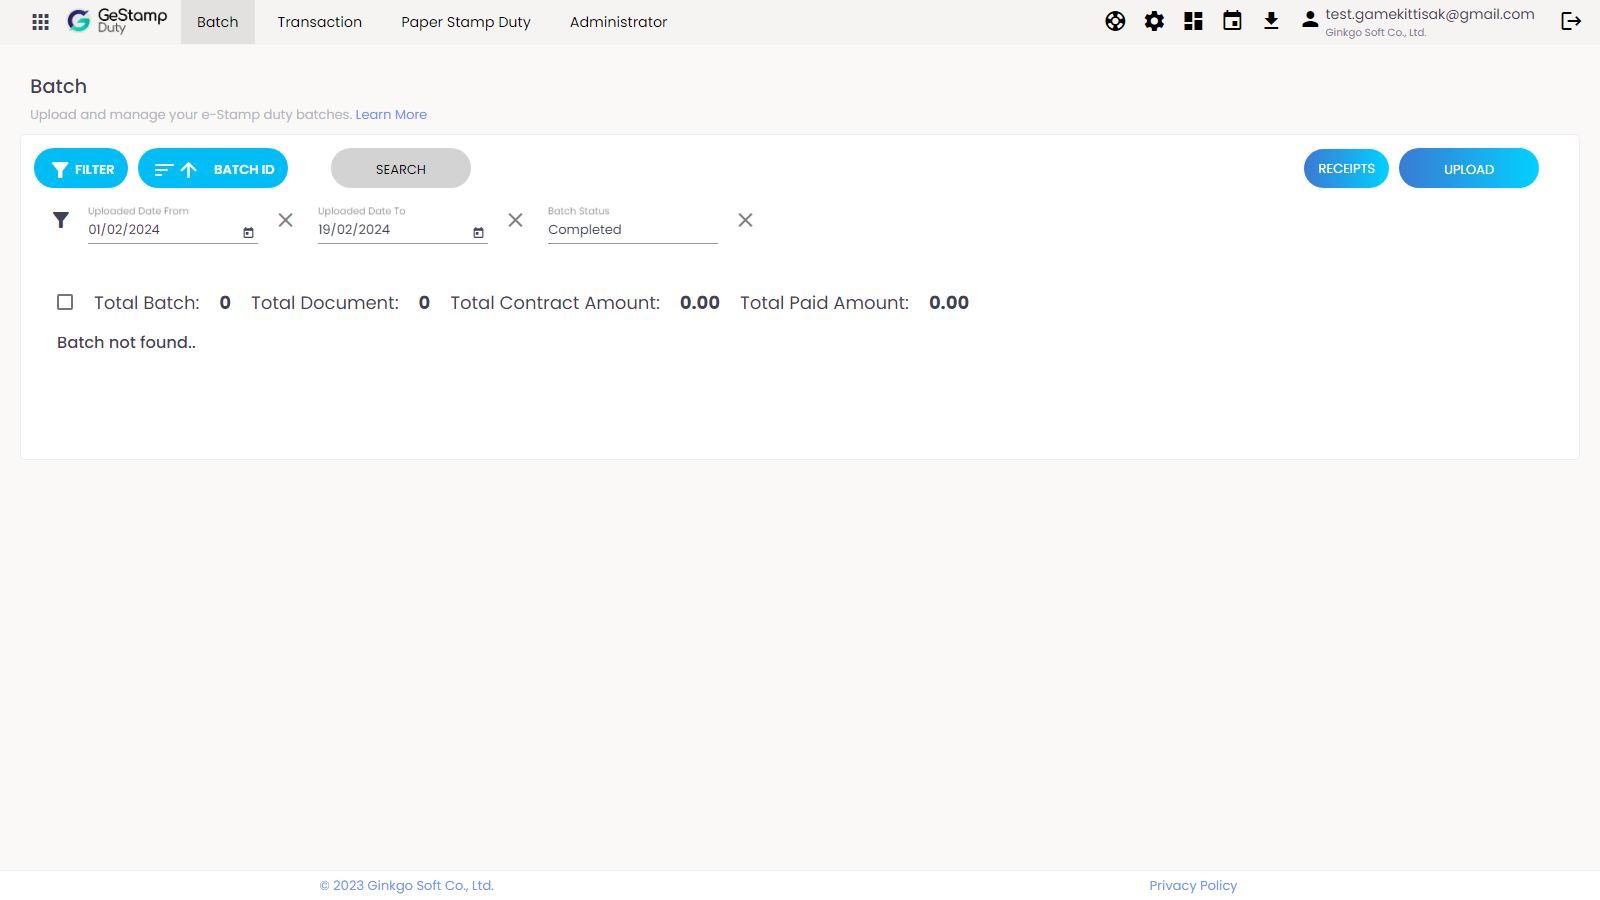 GeStamp
Duty
Batch
Transaction
Paper Stamp Duty
Administrator
test.gamekittisak@gmail.com
Ginkgo Soft Co., Ltd.
Batch
Upload and manage your e-Stamp duty batches. Learn More
FILTER
BATCH ID
SEARCH
RECEIPTS
UPLOAD
Uploaded Date From
01/02/2024
Uploaded Date To
19/02/2024
Batch Status
Completed
Total Batch: 0 Total Document: 0 Total Contract Amount: 0.00 Total Paid Amount: 0.00
Batch not found..
© 2023 Ginkgo Soft Co., Ltd.
Privacy Policy